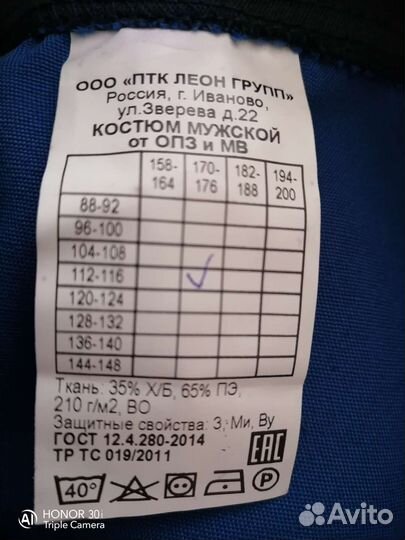 ООО «ПТК ЛЕОН ГРУПП»
Россия, г. Иваново,
ул.Зверева д.22
КОСТЮМ МУЖСКОЙ
от ОПЗ и МВ
158-164 170-176 182-188 194-200
88-92
96-100
104-108
112-116
120-124
128-132
136-140
144-148
Ткань: 35% Х/Б, 65% ПЭ,
210 г/м2, ВО
Защитные свойства: З, Ми, Ву
ГОСТ 12.4.280-2014
ТР ТС 019/2011
EAC
40° P
AI HONOR 30i
Triple Camera
Avito